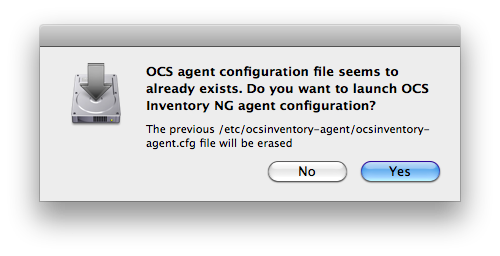 OCS agent configuration file seems to
already exists. Do you want to launch OCS
Inventory NG agent configuration?
The previous /etc/ocsinventory-agent/ocsinventory-
agent.cfg file will be erased
No
Yes